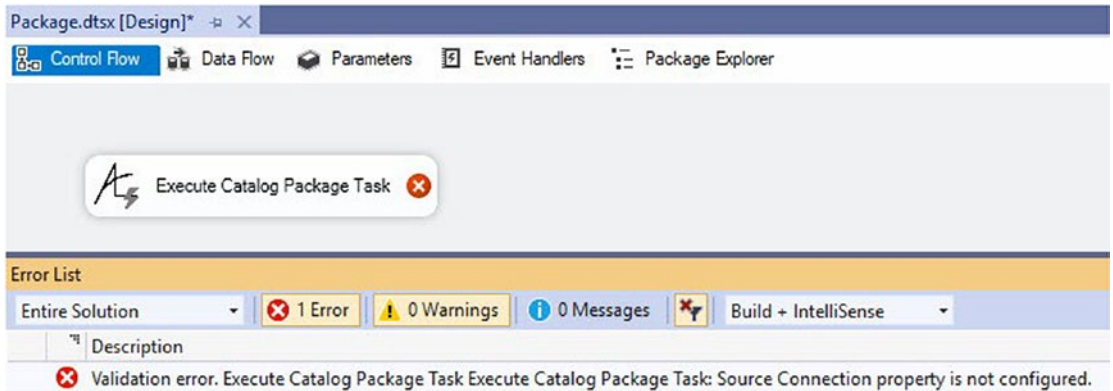 Package.dtsx [Design]*
Control Flow Data Flow Parameters Event Handlers Package Explorer
Execute Catalog Package Task
Error List
Entire Solution 1 Error 0 Warnings 0 Messages Build + IntelliSense
Description
Validation error. Execute Catalog Package Task Execute Catalog Package Task: Source Connection property is not configured.